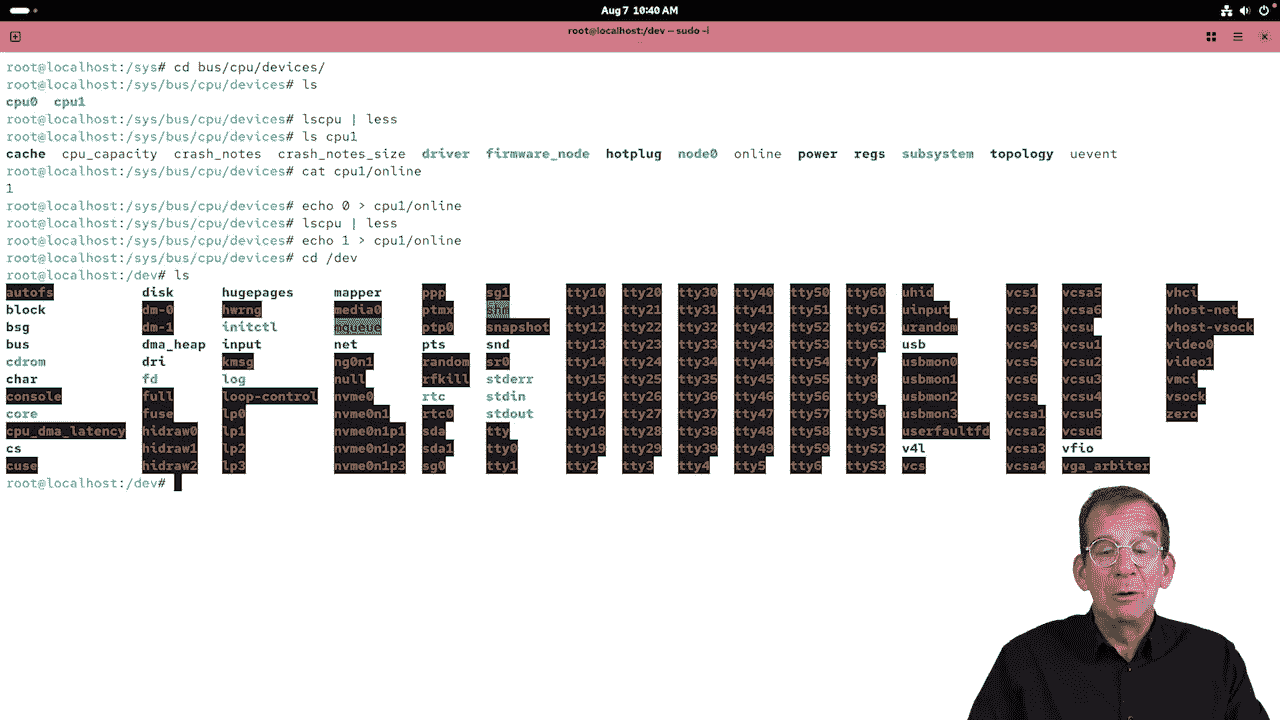 Aug 7 10:40 AM
root@localhost:/dev – sudo -i
root@localhost:/sys# cd bus/cpu/devices/
root@localhost:/sys/bus/cpu/devices# ls
cpu0 cpu1
root@localhost:/sys/bus/cpu/devices# lscpu | less
root@localhost:/sys/bus/cpu/devices# ls cpu1
cache cpu_capacity crash_notes crash_notes_size driver firmware_node hotplug node0 online power regs subsystem topology uevent
root@localhost:/sys/bus/cpu/devices# cat cpu1/online
1
root@localhost:/sys/bus/cpu/devices# echo 0 > cpu1/online
root@localhost:/sys/bus/cpu/devices# lscpu | less
root@localhost:/sys/bus/cpu/devices# echo 1 > cpu1/online
root@localhost:/sys/bus/cpu/devices# cd /dev
root@localhost:/dev# ls
autofs disk hugepages mapper ppp sg1 tty10 tty20 tty30 tty40 tty50 tty60 uhid vcs1 vcsa5 vhci
block dm-0 hwrng media0 ptmx shm tty11 tty21 tty31 tty41 tty51 tty61 uinput vcs2 vcsa6 vhost-net
bsg dm-1 initctl mqueue ptp0 snapshot tty12 tty22 tty32 tty42 tty52 tty62 urandom vcs3 vcsu vhost-vsock
bus dma_heap input net pts snd tty13 tty23 tty33 tty43 tty53 tty63 usb vcs4 vcsu1 video0
cdrom dri kmsg ng0n1 random sr0 tty14 tty24 tty34 tty44 tty54 tty7 usbmon0 vcs5 vcsu2 video1
char fd log null rfkill stderr tty15 tty25 tty35 tty45 tty55 tty8 usbmon1 vcs6 vcsu3 vmci
console full loop-control nvme0 rtc stdin tty16 tty26 tty36 tty46 tty56 tty9 usbmon2 vcsa vcsu4 vsock
core fuse lp0 nvme0n1 rtc0 stdout tty17 tty27 tty37 tty47 tty57 ttyS0 usbmon3 vcsa1 vcsu5 zero
cpu_dma_latency hidraw0 lp1 nvme0n1p1 sda tty tty18 tty28 tty38 tty48 tty58 ttyS1 userfaultfd vcsa2 vcsu6
cs hidraw1 lp2 nvme0n1p2 sda1 tty0 tty19 tty29 tty39 tty49 tty59 ttyS2 v4l vcsa3 vfio
cuse hidraw2 lp3 nvme0n1p3 sg0 tty1 tty2 tty3 tty4 tty5 tty6 ttyS3 vcs vcsa4 vga_arbiter
root@localhost:/dev#